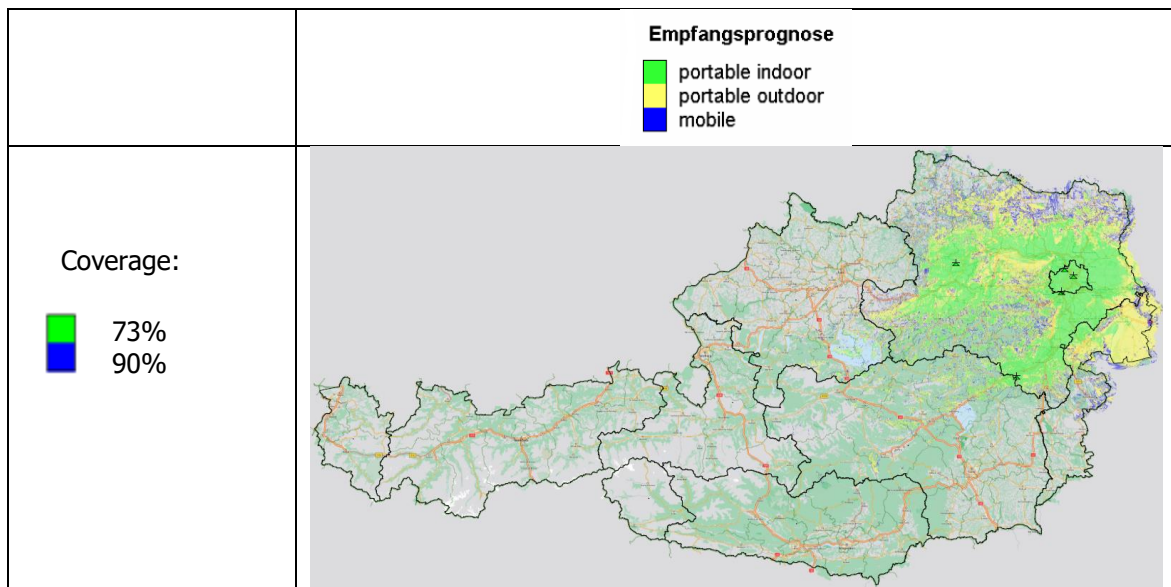 Empfangsprognose
portable indoor
portable outdoor
mobile
Coverage:
73%
90%